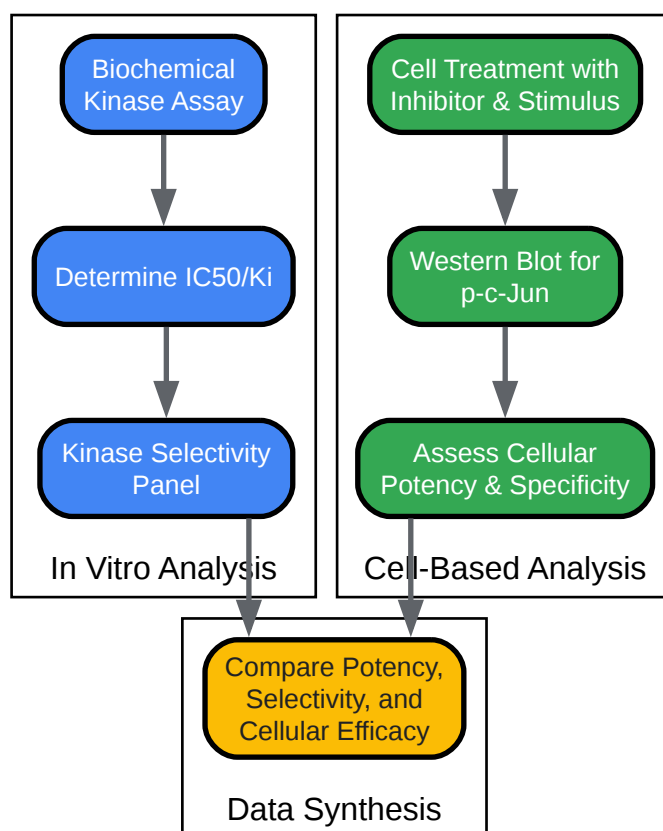 Biochemical
Kinase Assay
Determine IC50/Ki
Kinase Selectivity
Panel
In Vitro Analysis
Cell Treatment with
Inhibitor & Stimulus
Western Blot for
p-c-Jun
Assess Cellular
Potency & Specificity
Cell-Based Analysis
Compare Potency,
Selectivity, and
Cellular Efficacy
Data Synthesis